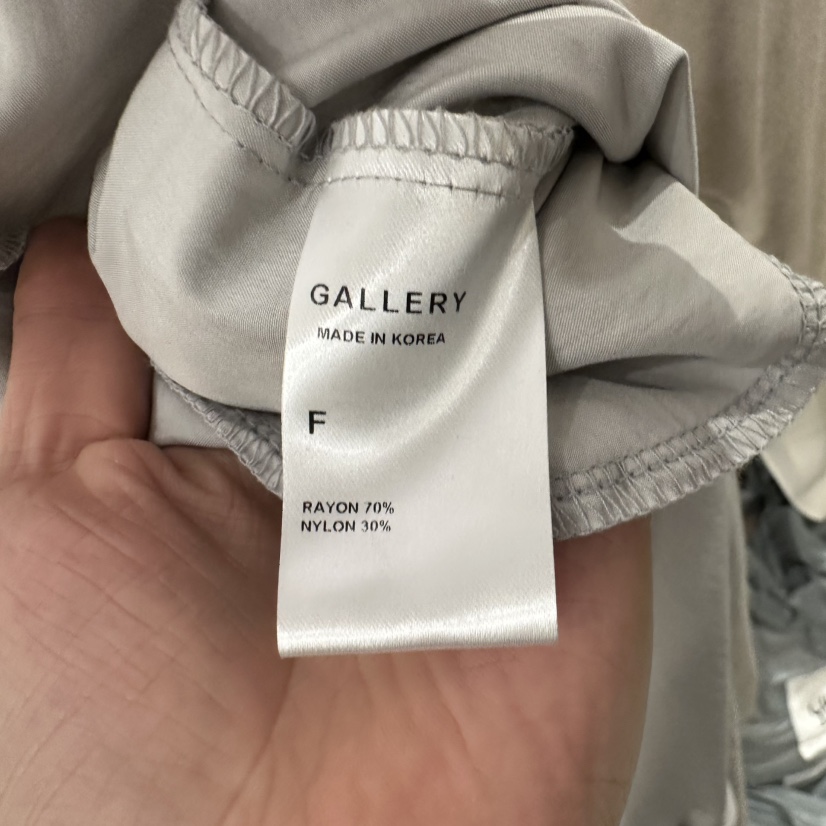 GALLERY
MADE IN KOREA
F
RAYON 70%
NYLON 30%